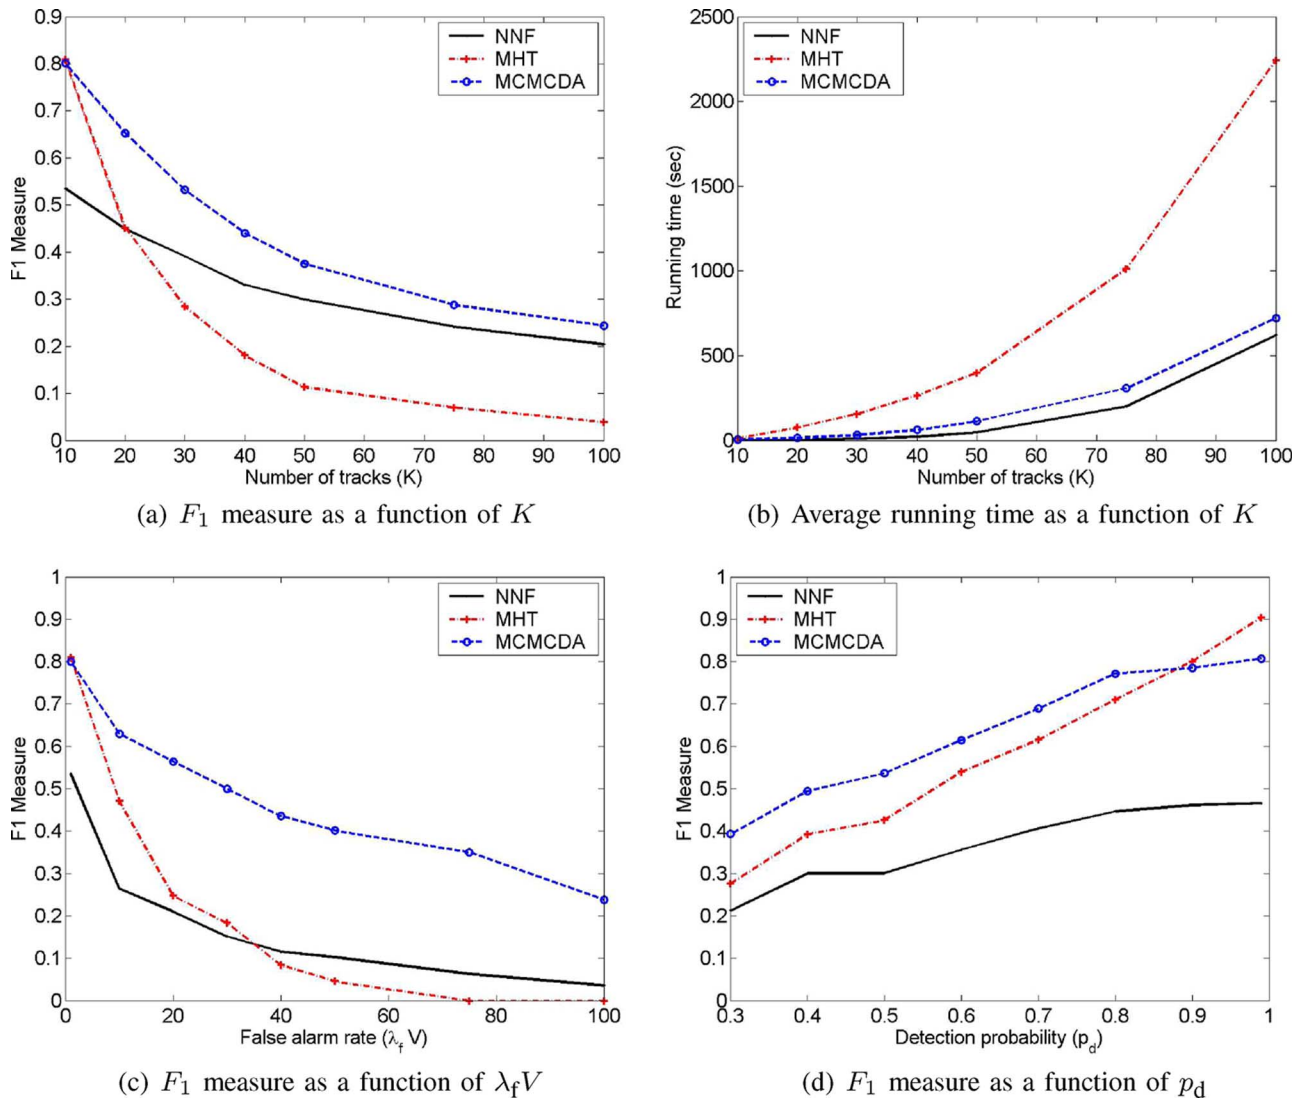 0.9
0.8
0.7
0.6
0.5
0.4
0.3
0.2
0.1
0
F1 Measure
10 20 30 40 50 60 70 80 90 100
Number of tracks (K)
NNF
MHT
MCMCDA
(a) F1 measure as a function of K
2500
2000
1500
1000
500
0
Running time (sec)
10 20 30 40 50 60 70 80 90 100
Number of tracks (K)
NNF
MHT
MCMCDA
(b) Average running time as a function of K
1
0.9
0.8
0.7
0.6
0.5
0.4
0.3
0.2
0.1
0
F1 Measure
0 20 40 60 80 100
False alarm rate (λf V)
NNF
MHT
MCMCDA
(c) F1 measure as a function of λfV
1
0.9
0.8
0.7
0.6
0.5
0.4
0.3
0.2
0.1
0
F1 Measure
0.3 0.4 0.5 0.6 0.7 0.8 0.9 1
Detection probability (pd)
NNF
MHT
MCMCDA
(d) F1 measure as a function of pd